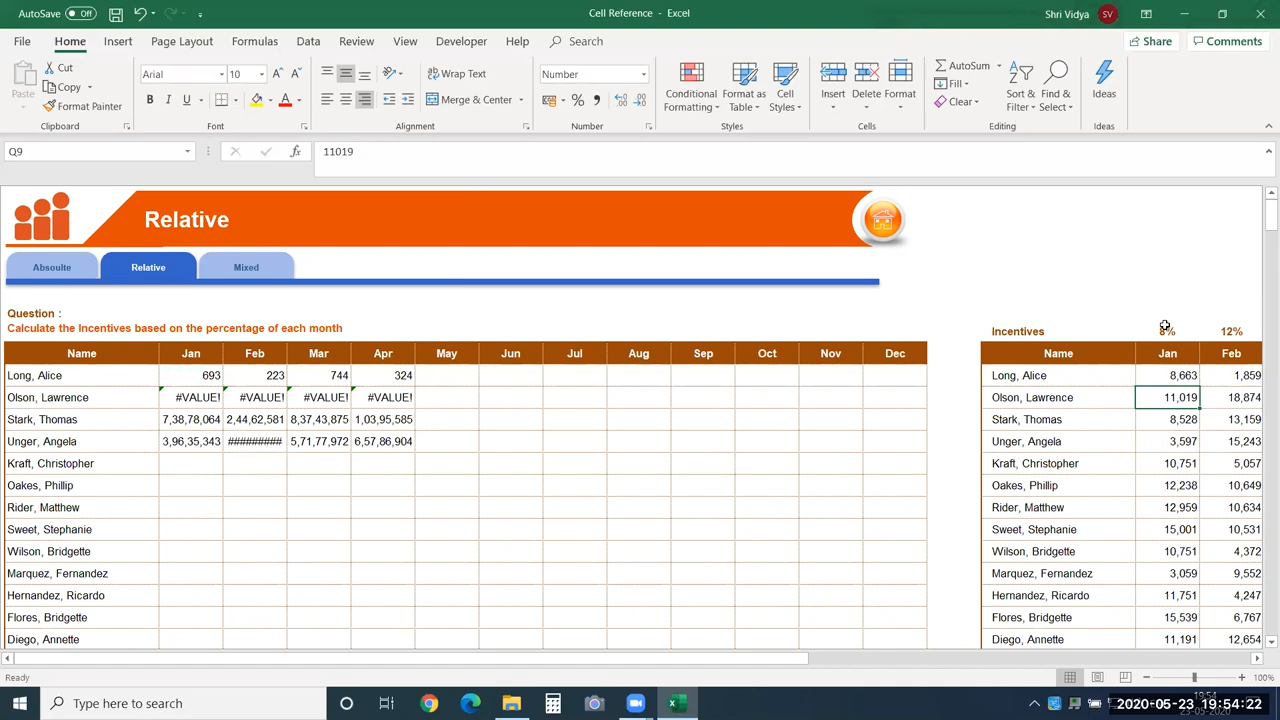 AutoSave Off
Cell Reference - Excel
Shri Vidya SV
File Home Insert Page Layout Formulas Data Review View Developer Help Search Share Comments
Paste Cut Copy Format Painter Clipboard
Arial 10 B I U Font
Wrap Text Merge & Center Alignment
Number % Number
Conditional Formatting Format as Table Cell Styles Styles
Insert Delete Format Cells
AutoSum Fill Clear Sort & Filter Find & Select Editing
Ideas Ideas
Q9 fx 11019
Relative
Absoulte Relative Mixed
Question :
Calculate the Incentives based on the percentage of each month
Incentives 8% 12%
Name Jan Feb Mar Apr May Jun Jul Aug Sep Oct Nov Dec Name Jan Feb
Long, Alice 693 223 744 324 Long, Alice 8,663 1,859
Olson, Lawrence #VALUE! #VALUE! #VALUE! #VALUE! Olson, Lawrence 11,019 18,874
Stark, Thomas 7,38,78,064 2,44,62,581 8,37,43,875 1,03,95,585 Stark, Thomas 8,528 13,159
Unger, Angela 3,96,35,343 ######### 5,71,77,972 6,57,86,904 Unger, Angela 3,597 15,243
Kraft, Christopher Kraft, Christopher 10,751 5,057
Oakes, Phillip Oakes, Phillip 12,238 10,649
Rider, Matthew Rider, Matthew 12,959 10,634
Sweet, Stephanie Sweet, Stephanie 15,001 10,531
Wilson, Bridgette Wilson, Bridgette 10,751 4,372
Marquez, Fernandez Marquez, Fernandez 3,059 9,552
Hernandez, Ricardo Hernandez, Ricardo 11,751 4,247
Flores, Bridgette Flores, Bridgette 15,539 6,767
Diego, Annette Diego, Annette 11,191 12,654
Ready 100%
Type here to search
2020-05-23 19:54:22